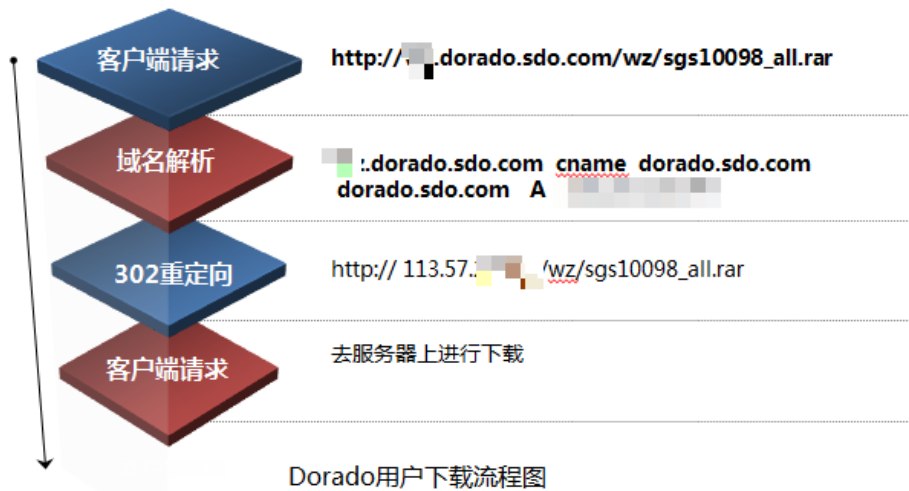 客户端请求
http:// .dorado.sdo.com/wz/sgs10098_all.rar
域名解析
.dorado.sdo.com cname dorado.sdo.com
dorado.sdo.com A
302重定向
http:// 113.57. /wz/sgs10098_all.rar
客户端请求
去服务器上进行下载
Dorado用户下载流程图